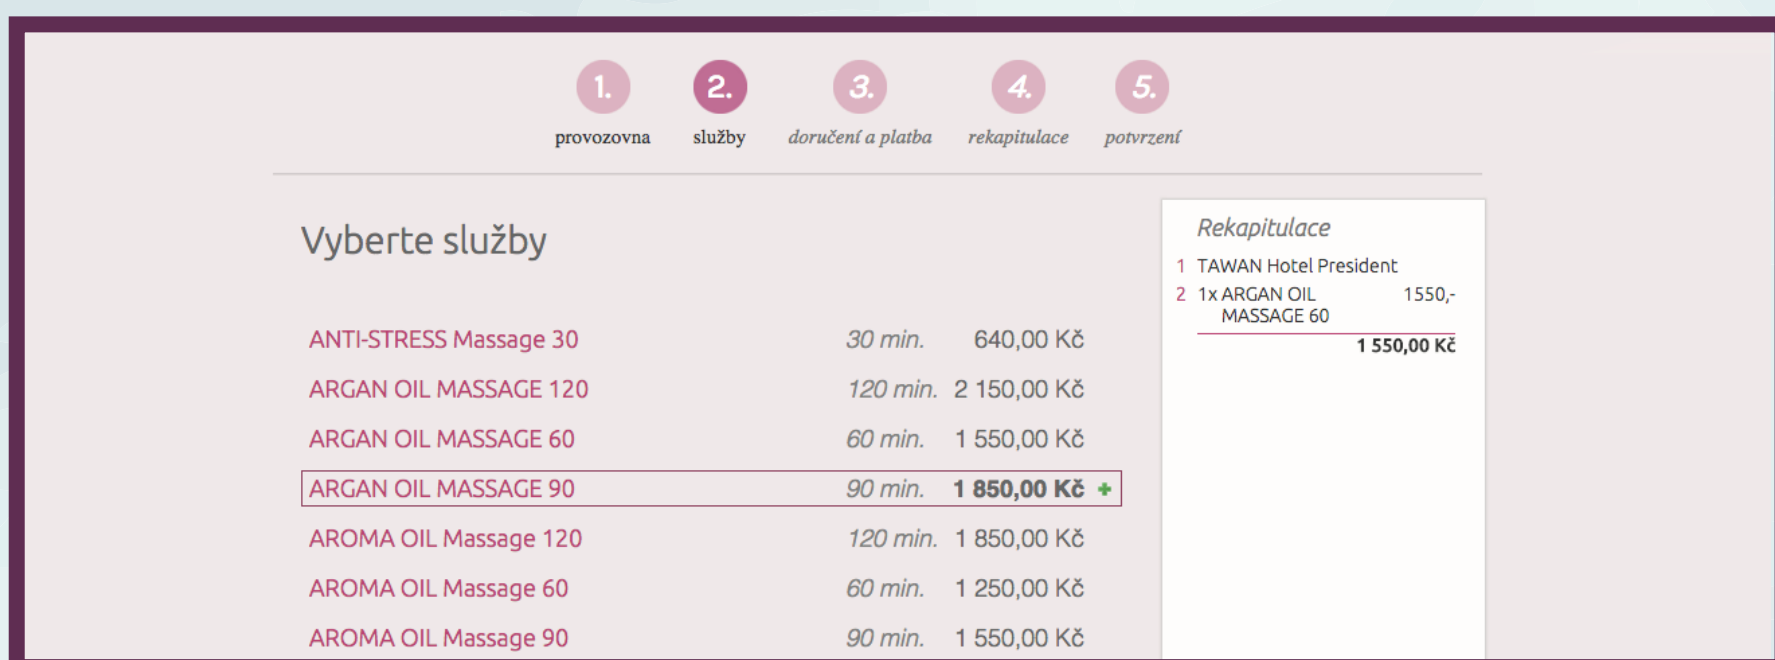 1. 2. 3. 4. 5.
provozovna služby doručení a platba rekapitulace potvrzení
Vyberte služby
ANTI-STRESS Massage 30 30 min. 640,00 Kč
ARGAN OIL MASSAGE 120 120 min. 2 150,00 Kč
ARGAN OIL MASSAGE 60 60 min. 1 550,00 Kč
ARGAN OIL MASSAGE 90 90 min. 1 850,00 Kč +
AROMA OIL Massage 120 120 min. 1 850,00 Kč
AROMA OIL Massage 60 60 min. 1 250,00 Kč
AROMA OIL Massage 90 90 min. 1 550,00 Kč
Rekapitulace
1 TAWAN Hotel President
2 1x ARGAN OIL 1550,-
MASSAGE 60
1 550,00 Kč